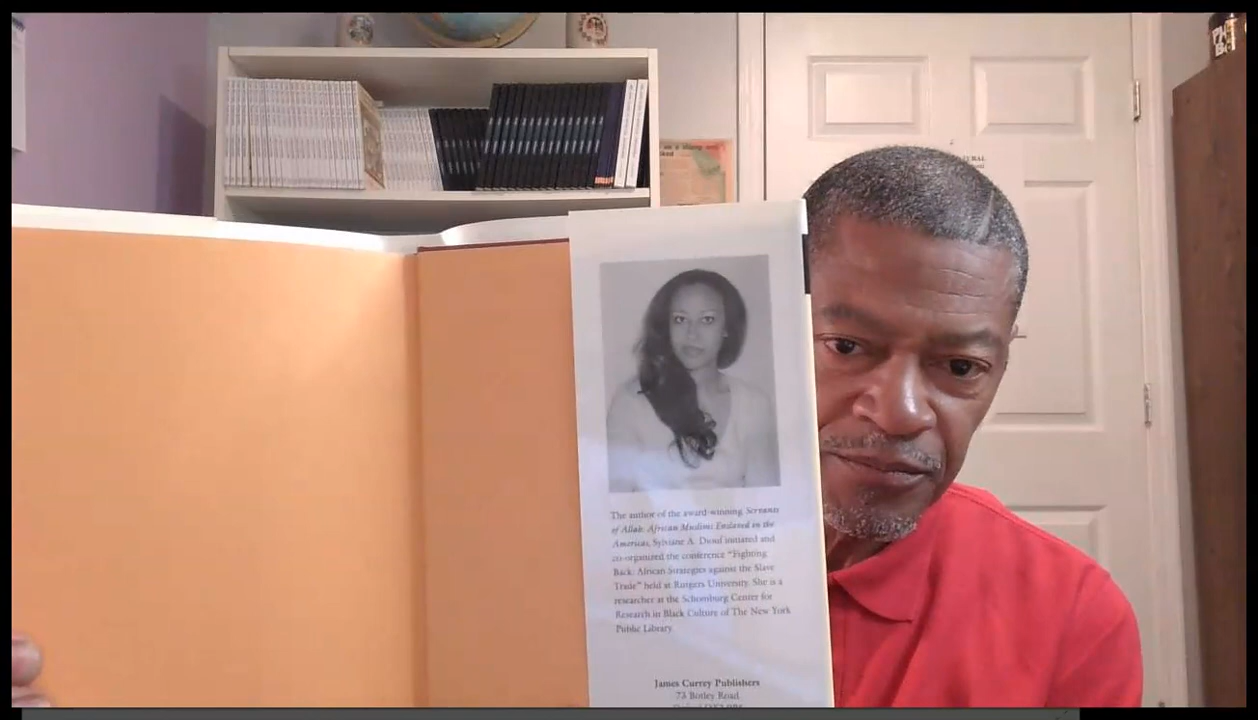 The author of the award-winning Servants
of Allah: African Muslims Enslaved in the
Americas, Sylviane A. Diouf initiated and
co-organized the conference "Fighting
Back: African Strategies against the Slave
Trade" held at Rutgers University. She is a
researcher at the Schomburg Center for
Research in Black Culture of The New York
Public Library.
James Currey Publishers
73 Botley Road